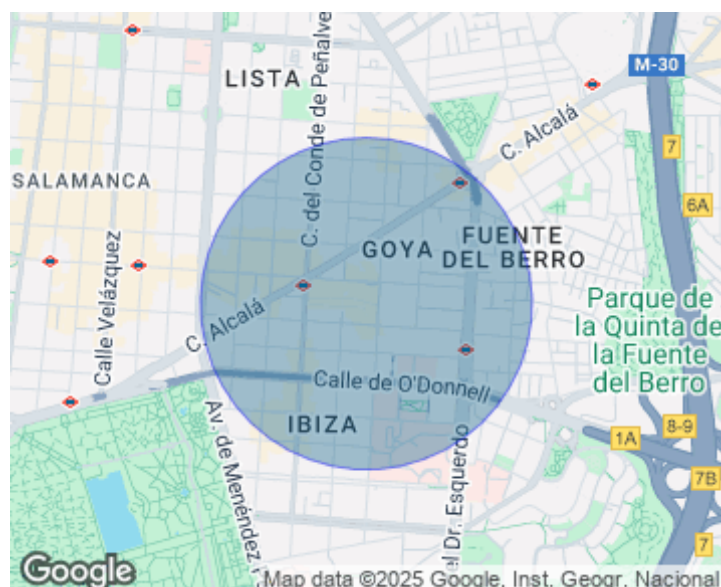 M-30
LISTA
C. del Conde de Peñalve
C. Alcalá
7
SALAMANCA
6A
GOYA
FUENTE
DEL BERRO
Calle Velázquez
Parque de
la Quinta de
la Fuente
del Berro
C. Alcalá
Calle de O'Donnell
IBIZA
Av. de Menéndez
8-9
1A
7B
el Dr. Esquerdo
7
Google
Map data ©2025 Google, Inst. Geogr. Nacional